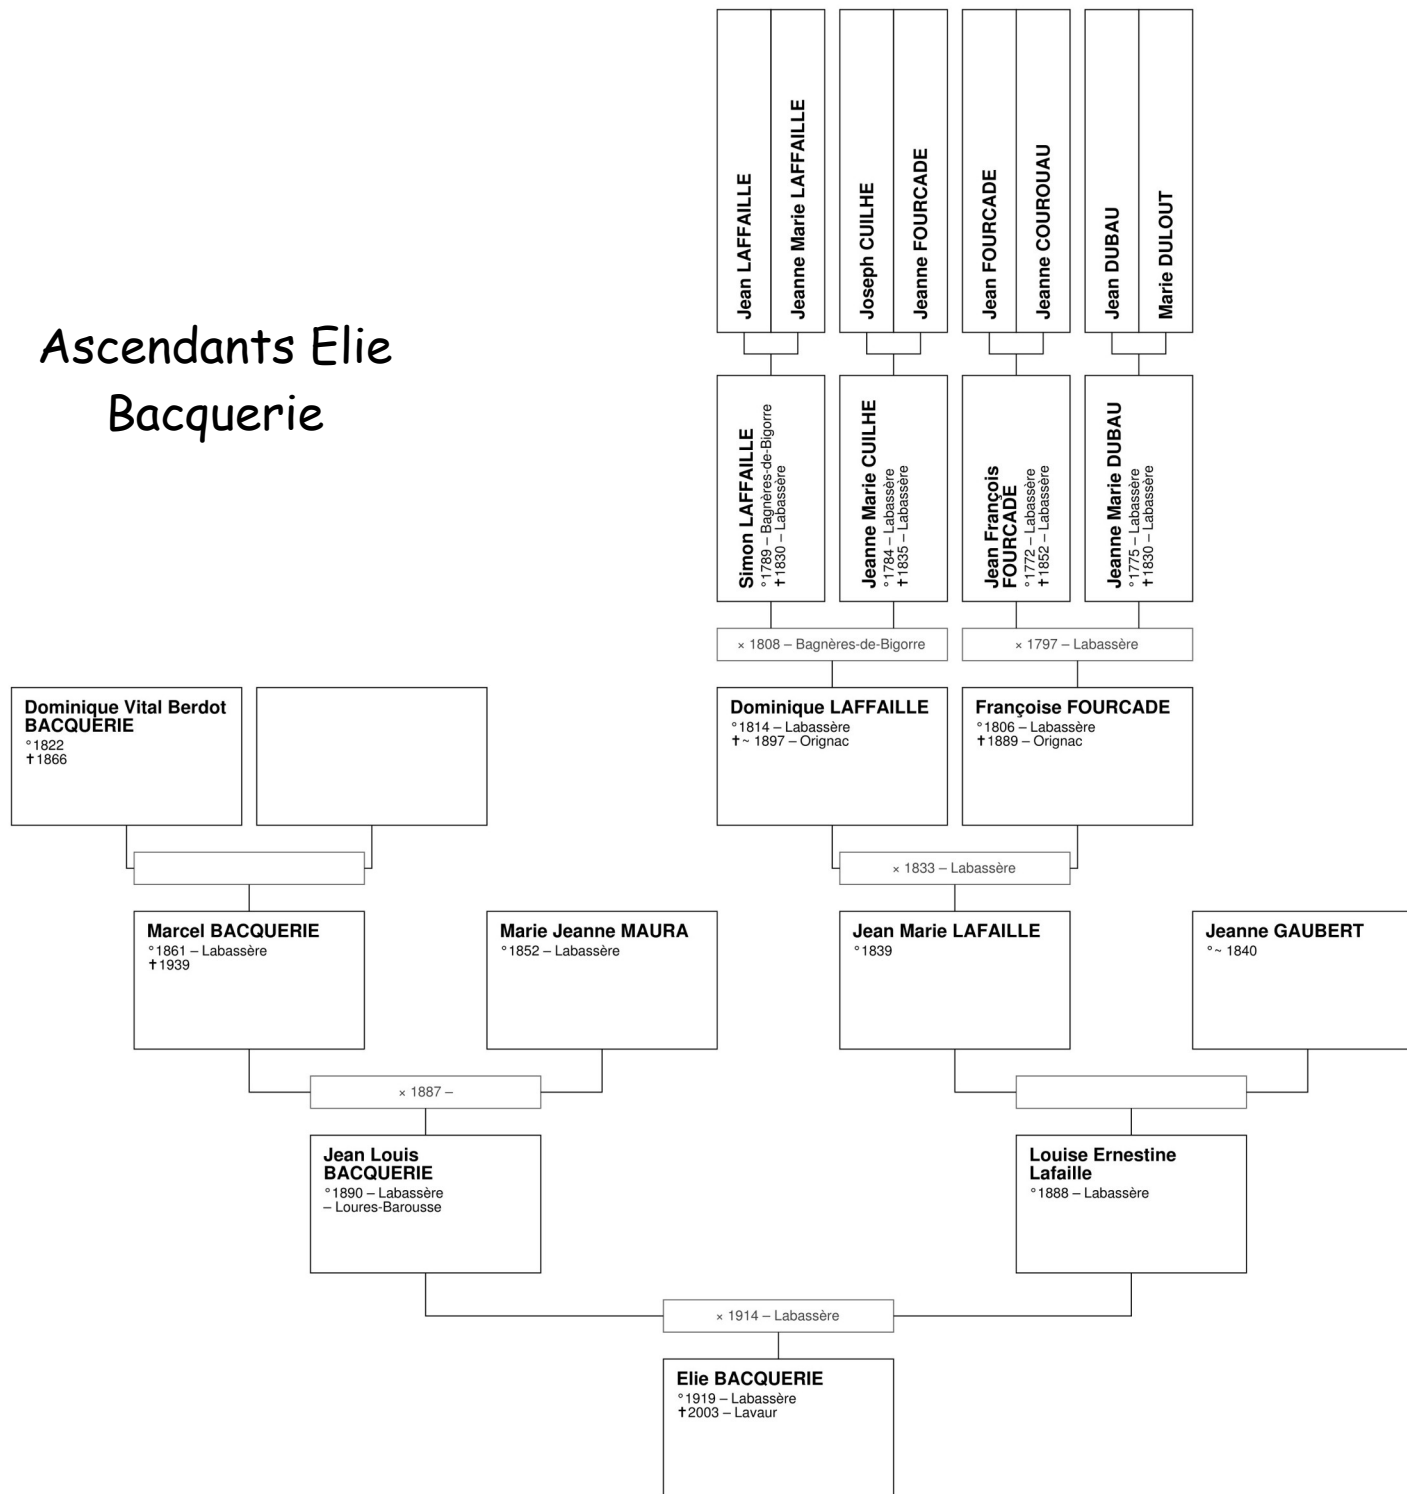 Jean LAFFAILLE
Jeanne Marie LAFFAILLE
Joseph CUILHE
Jeanne FOURCADE
Jean FOURCADE
Jeanne COUROUAU
Jean DUBAU
Marie DULOUT
Ascendants Elie
Bacquerie
Simon LAFFAILLE
°1789 – Bagnères-de-Bigorre
✝1830 – Labassère
Jeanne Marie CUILHE
°1784 – Labassère
✝1835 – Labassère
Jean François
FOURCADE
°1772 – Labassère
✝1852 – Labassère
Jeanne Marie DUBAU
°1775 – Labassère
✝1830 – Labassère
× 1808 – Bagnères-de-Bigorre
× 1797 – Labassère
Dominique Vital Berdot
BACQUERIE
°1822
✝1866
Dominique LAFFAILLE
°1814 – Labassère
✝~ 1897 – Orignac
Françoise FOURCADE
°1806 – Labassère
✝1889 – Orignac
× 1833 – Labassère
Marcel BACQUERIE
°1861 – Labassère
✝1939
Marie Jeanne MAURA
°1852 – Labassère
Jean Marie LAFAILLE
°1839
Jeanne GAUBERT
°~ 1840
× 1887 –
Jean Louis
BACQUERIE
°1890 – Labassère
– Loures-Barousse
Louise Ernestine
Lafaille
°1888 – Labassère
× 1914 – Labassère
Elie BACQUERIE
°1919 – Labassère
✝2003 – Lavaur